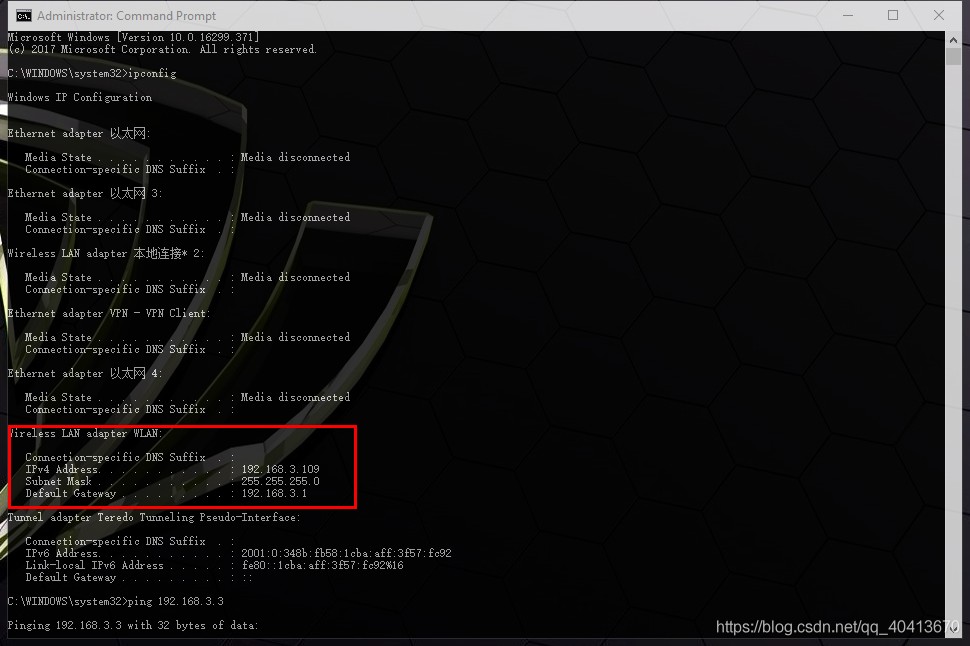 Administrator: Command Prompt
Microsoft Windows [Version 10.0.16299.371]
(c) 2017 Microsoft Corporation. All rights reserved.
C:\WINDOWS\system32>ipconfig
Windows IP Configuration
Ethernet adapter 以太网:
Media State . . . . . . . . . . . : Media disconnected
Connection-specific DNS Suffix  . :
Ethernet adapter 以太网 3:
Media State . . . . . . . . . . . : Media disconnected
Connection-specific DNS Suffix  . :
Wireless LAN adapter 本地连接* 2:
Media State . . . . . . . . . . . : Media disconnected
Connection-specific DNS Suffix  . :
Ethernet adapter VPN - VPN Client:
Media State . . . . . . . . . . . : Media disconnected
Connection-specific DNS Suffix  . :
Ethernet adapter 以太网 4:
Media State . . . . . . . . . . . : Media disconnected
Connection-specific DNS Suffix  . :
Wireless LAN adapter WLAN:
Connection-specific DNS Suffix  . :
IPv4 Address. . . . . . . . . . . : 192.168.3.109
Subnet Mask . . . . . . . . . . . : 255.255.255.0
Default Gateway . . . . . . . . . : 192.168.3.1
Tunnel adapter Teredo Tunneling Pseudo-Interface:
Connection-specific DNS Suffix  . :
IPv6 Address. . . . . . . . . . . : 2001:0:348b:fb58:1cba:aff:3f57:fc92
Link-local IPv6 Address . . . . . : fe80::1cba:aff:3f57:fc92%16
Default Gateway . . . . . . . . . : ::
C:\WINDOWS\system32>ping 192.168.3.3
Pinging 192.168.3.3 with 32 bytes of data:
https://blog.csdn.net/qq_40413670